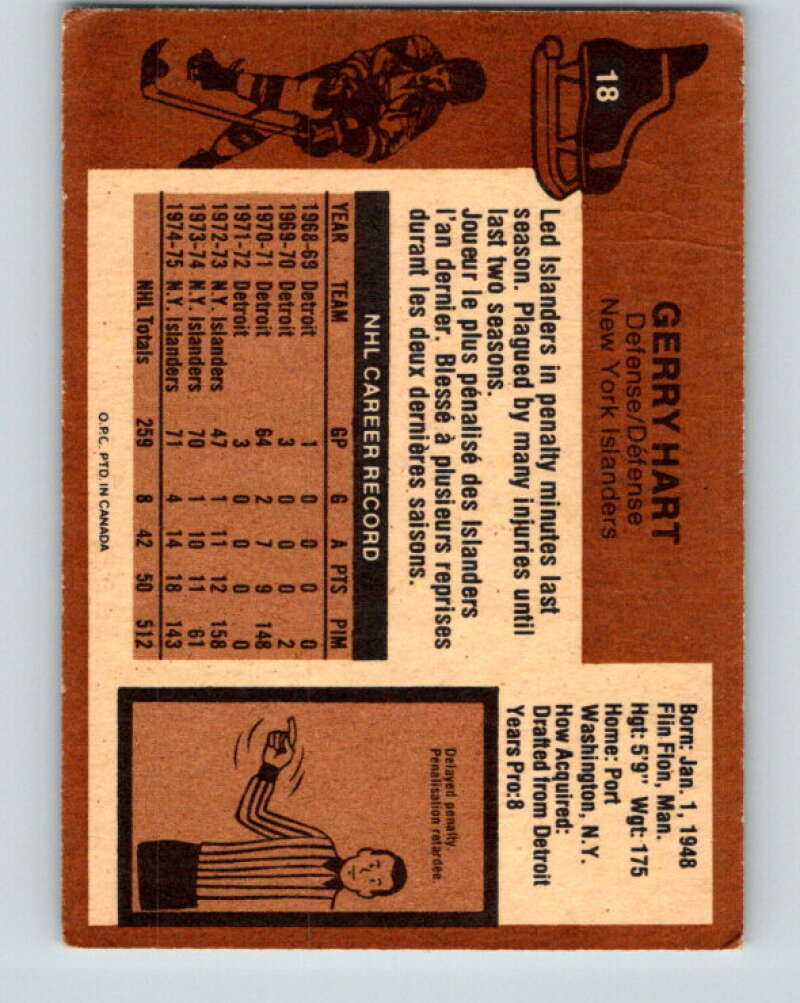 18
GERRY HART
Defense/Défense
New York Islanders
Born: Jan. 1, 1948
Flin Flon, Man.
Hgt: 5'9" Wgt: 175
Home: Port
Washington, N.Y.
How Acquired:
Drafted from Detroit
Years Pro:8
Led Islanders in penalty minutes last
season. Plagued by many injuries until
last two seasons.
Joueur le plus pénalisé des Islanders
l'an dernier. Blessé à plusieurs reprises
durant les deux dernières saisons.
NHL CAREER RECORD
YEAR TEAM GP G A PTS PIM
1968-69 Detroit 1 0 0 0 0
1969-70 Detroit 3 0 0 0 2
1970-71 Detroit 64 2 7 9 148
1971-72 Detroit 3 0 0 0 0
1972-73 N.Y. Islanders 47 1 11 12 158
1973-74 N.Y. Islanders 70 1 10 11 61
1974-75 N.Y. Islanders 71 4 14 18 143
NHL Totals 259 8 42 50 512
O.P.C. PTD. IN CANADA
Delayed penalty.
Penalisation retardee.